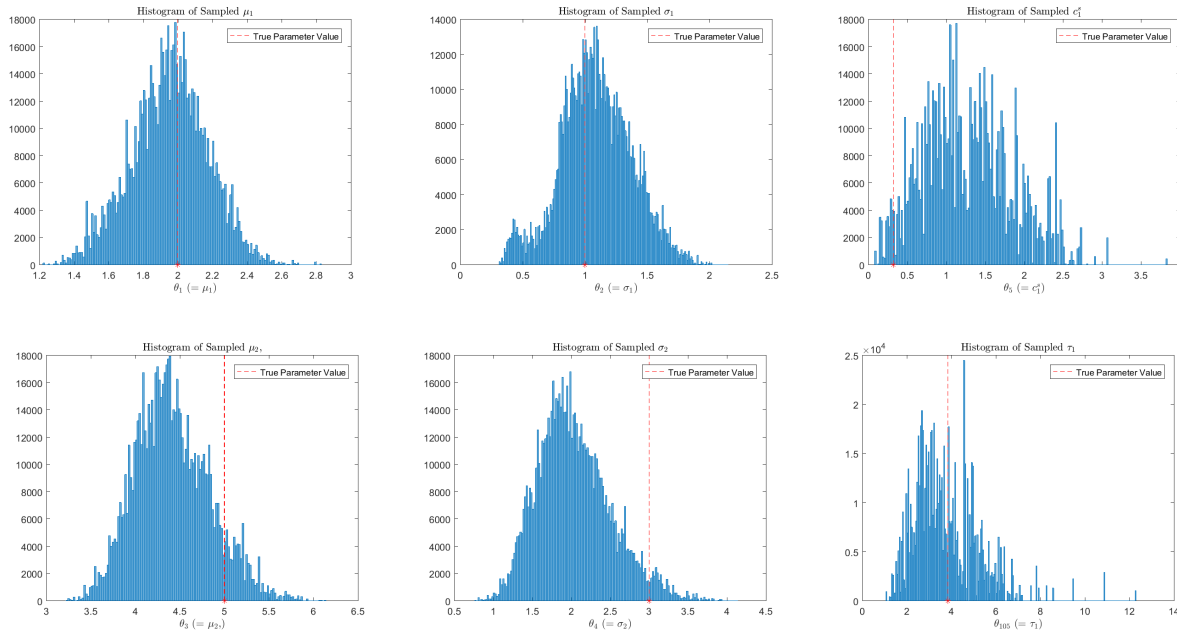 Histogram of Sampled μ₁
True Parameter Value
18000
16000
14000
12000
10000
8000
6000
4000
2000
0
1.2 1.4 1.6 1.8 2 2.2 2.4 2.6 2.8 3
θ₁ (= μ₁)
Histogram of Sampled σ₁
True Parameter Value
14000
12000
10000
8000
6000
4000
2000
0
0 0.5 1 1.5 2 2.5
θ₂ (= σ₁)
Histogram of Sampled c₁ˢ
True Parameter Value
18000
16000
14000
12000
10000
8000
6000
4000
2000
0
0 0.5 1 1.5 2 2.5 3 3.5
θ₅ (= c₁ˢ)
Histogram of Sampled μ₂,
True Parameter Value
18000
16000
14000
12000
10000
8000
6000
4000
2000
0
3 3.5 4 4.5 5 5.5 6 6.5
θ₃ (= μ₂,)
Histogram of Sampled σ₂
True Parameter Value
18000
16000
14000
12000
10000
8000
6000
4000
2000
0
0.5 1 1.5 2 2.5 3 3.5 4 4.5
θ₄ (= σ₂)
Histogram of Sampled τ₁
True Parameter Value
×10⁴
2.5
2
1.5
1
0.5
0
0 2 4 6 8 10 12 14
θ₁₀₅ (= τ₁)